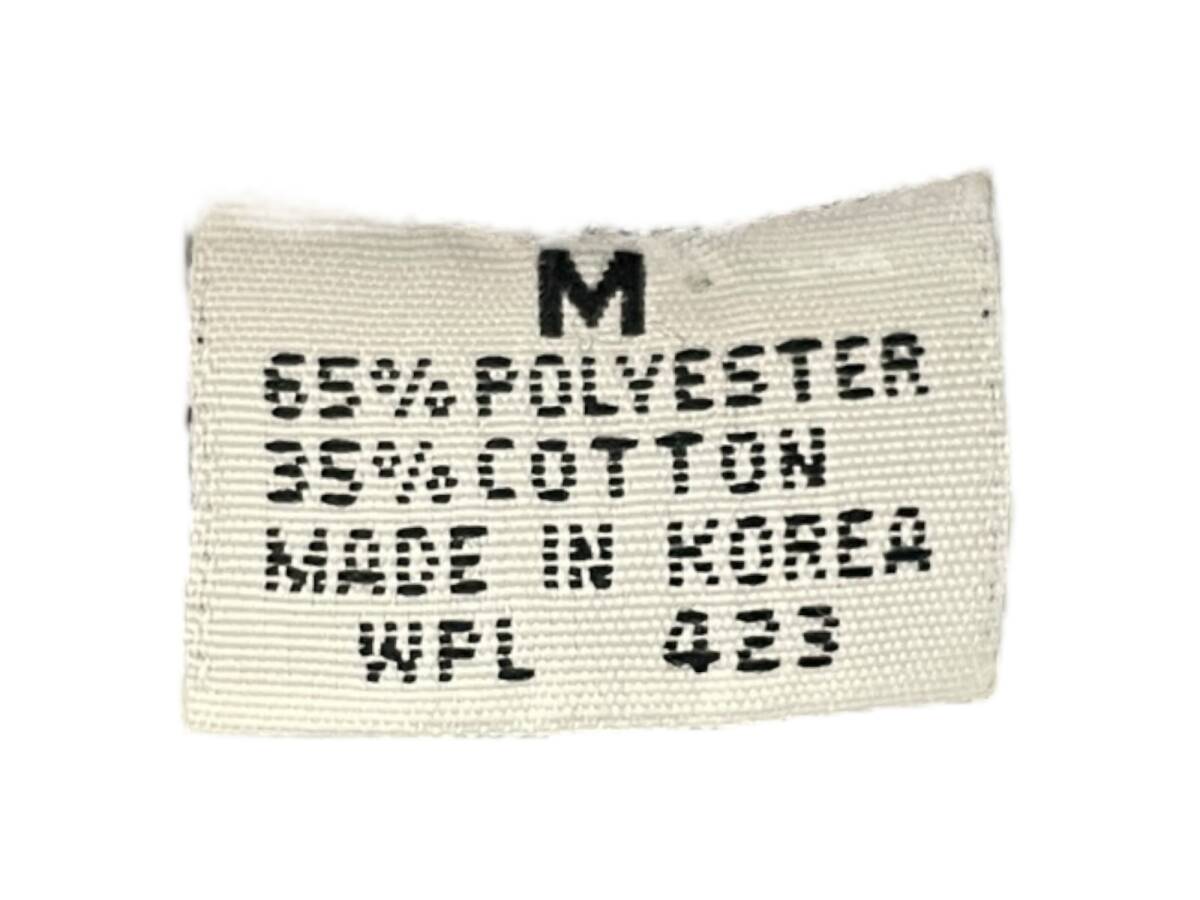 M
65% POLYESTER
35% COTTON
MADE IN KOREA
WPL 423